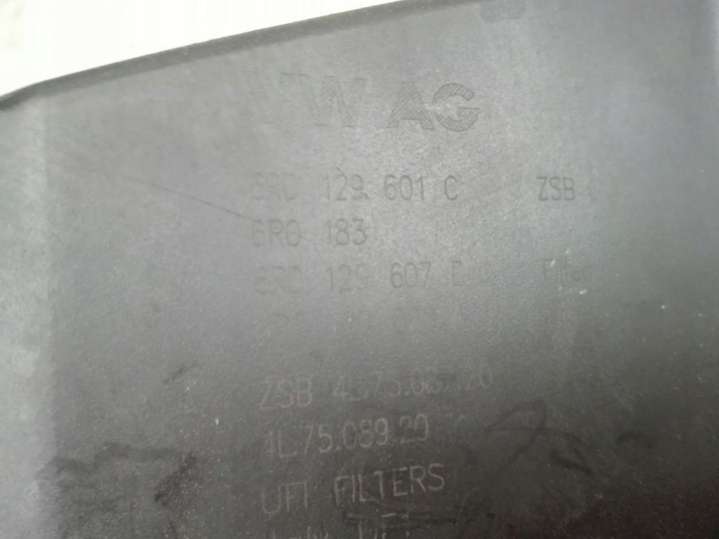 VW AG
6R0 129 601 C ZSB
6R0 183
6R0 129 607
ZSB
4L75.089.20
UFI FILTERS